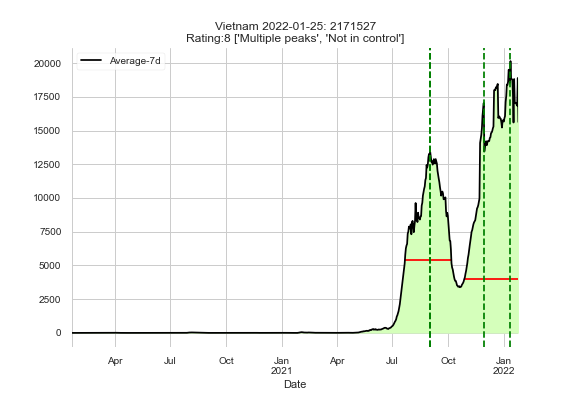 Vietnam 2022-01-25: 2171527
Rating:8 ['Multiple peaks', 'Not in control']
Average-7d
20000
17500
15000
12500
10000
7500
5000
2500
0
Apr
Jul
Oct
Jan
2021
Apr
Jul
Oct
Jan
2022
Date